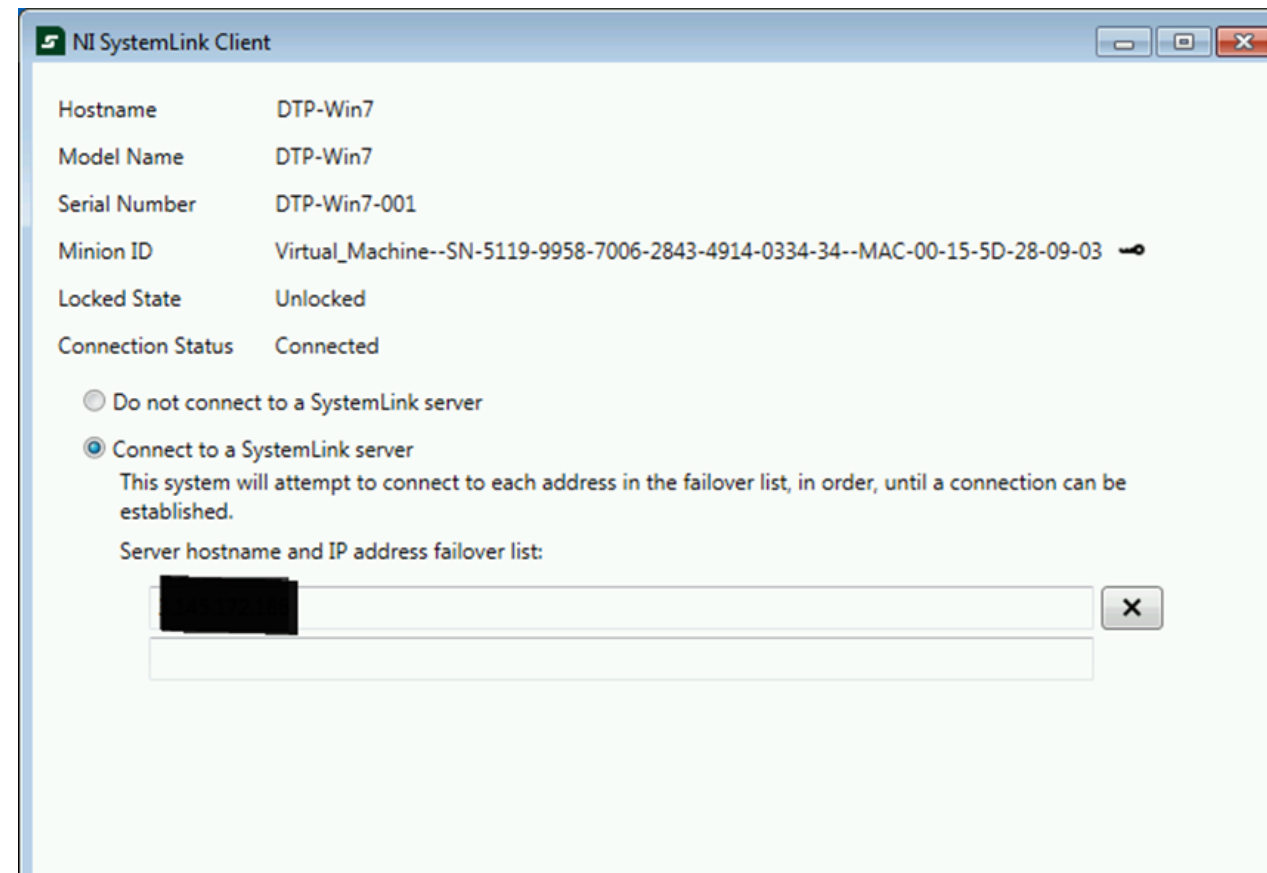 NI SystemLink Client
Hostname DTP-Win7
Model Name DTP-Win7
Serial Number DTP-Win7-001
Minion ID Virtual_Machine--SN-5119-9958-7006-2843-4914-0334-34--MAC-00-15-5D-28-09-03
Locked State Unlocked
Connection Status Connected
Do not connect to a SystemLink server
Connect to a SystemLink server
This system will attempt to connect to each address in the failover list, in order, until a connection can be
established.
Server hostname and IP address failover list: